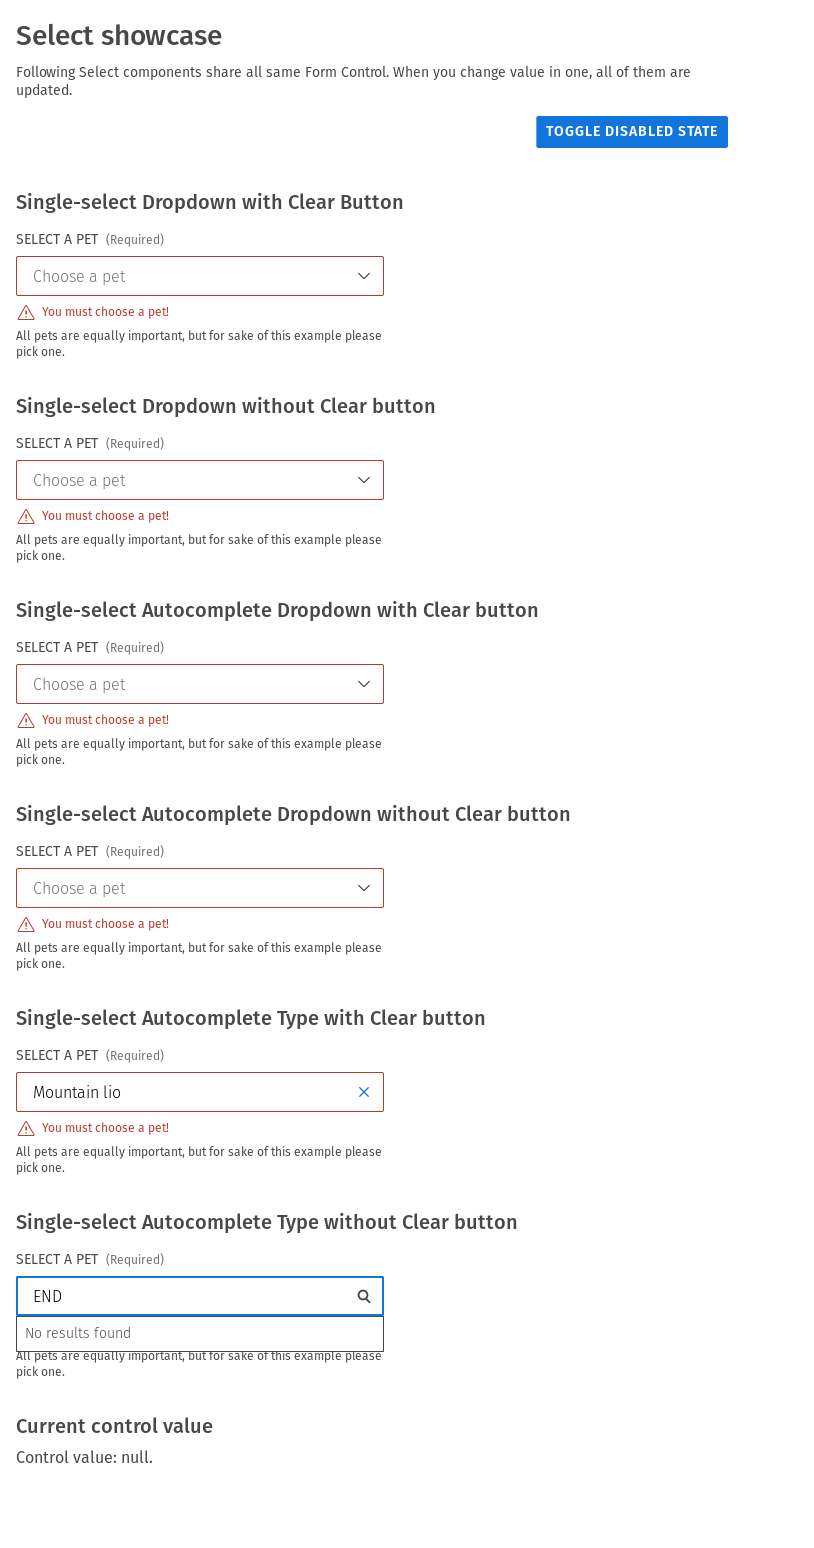 Select showcase
Following Select components share all same Form Control. When you change value in one, all of them are
updated.
TOGGLE DISABLED STATE
Single-select Dropdown with Clear Button
SELECT A PET (Required)
Choose a pet
You must choose a pet!
All pets are equally important, but for sake of this example please
pick one.
Single-select Dropdown without Clear button
SELECT A PET (Required)
Choose a pet
You must choose a pet!
All pets are equally important, but for sake of this example please
pick one.
Single-select Autocomplete Dropdown with Clear button
SELECT A PET (Required)
Choose a pet
You must choose a pet!
All pets are equally important, but for sake of this example please
pick one.
Single-select Autocomplete Dropdown without Clear button
SELECT A PET (Required)
Choose a pet
You must choose a pet!
All pets are equally important, but for sake of this example please
pick one.
Single-select Autocomplete Type with Clear button
SELECT A PET (Required)
Mountain lio
You must choose a pet!
All pets are equally important, but for sake of this example please
pick one.
Single-select Autocomplete Type without Clear button
SELECT A PET (Required)
END
No results found
All pets are equally important, but for sake of this example please
pick one.
Current control value
Control value: null.